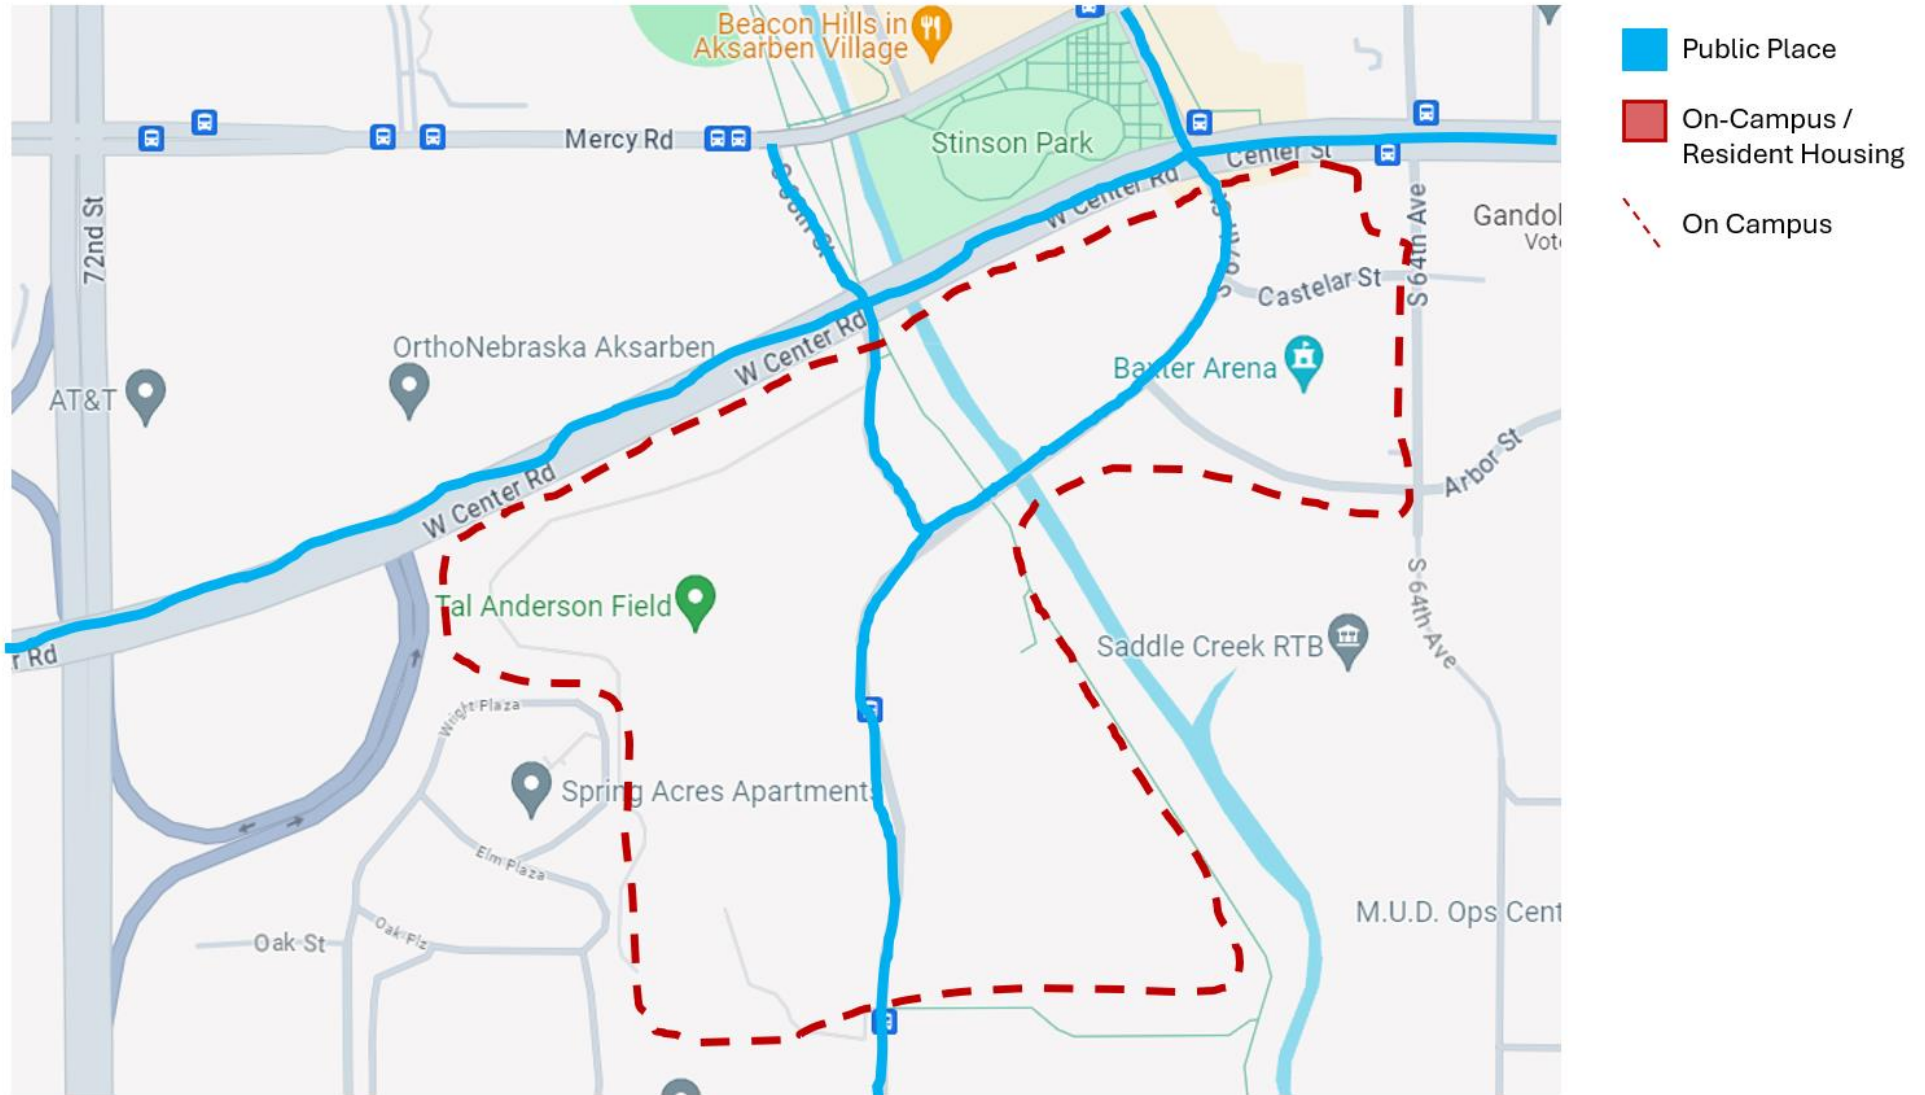 Beacon Hills in
Aksarben Village
Public Place
On-Campus /
Resident Housing
On Campus
Mercy Rd
Stinson Park
Center St
W Center Rd
72nd St
S 64th Ave
Gandol
Vot
S 67th St
Castelar St
OrthoNebraska Aksarben
W Center Rd
AT&T
Baxter Arena
Arbor St
W Center Rd
Tal Anderson Field
S 64th Ave
Saddle Creek RTB
r Rd
Wright Plaza
Spring Acres Apartments
Elm Plaza
M.U.D. Ops Cent
Oak St
Oak Plz